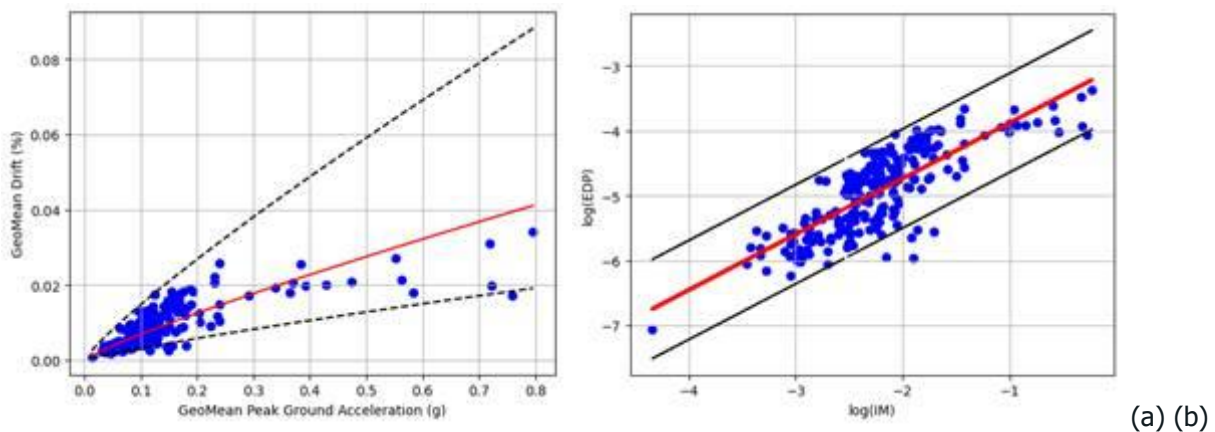 0.08
0.06
0.04
0.02
0.00
GeoMean Drift (%)
0.0 0.1 0.2 0.3 0.4 0.5 0.6 0.7 0.8
GeoMean Peak Ground Acceleration (g)
−3
−4
−5
−6
−7
log(EDP)
−4 −3 −2 −1
log(IM)
(a) (b)